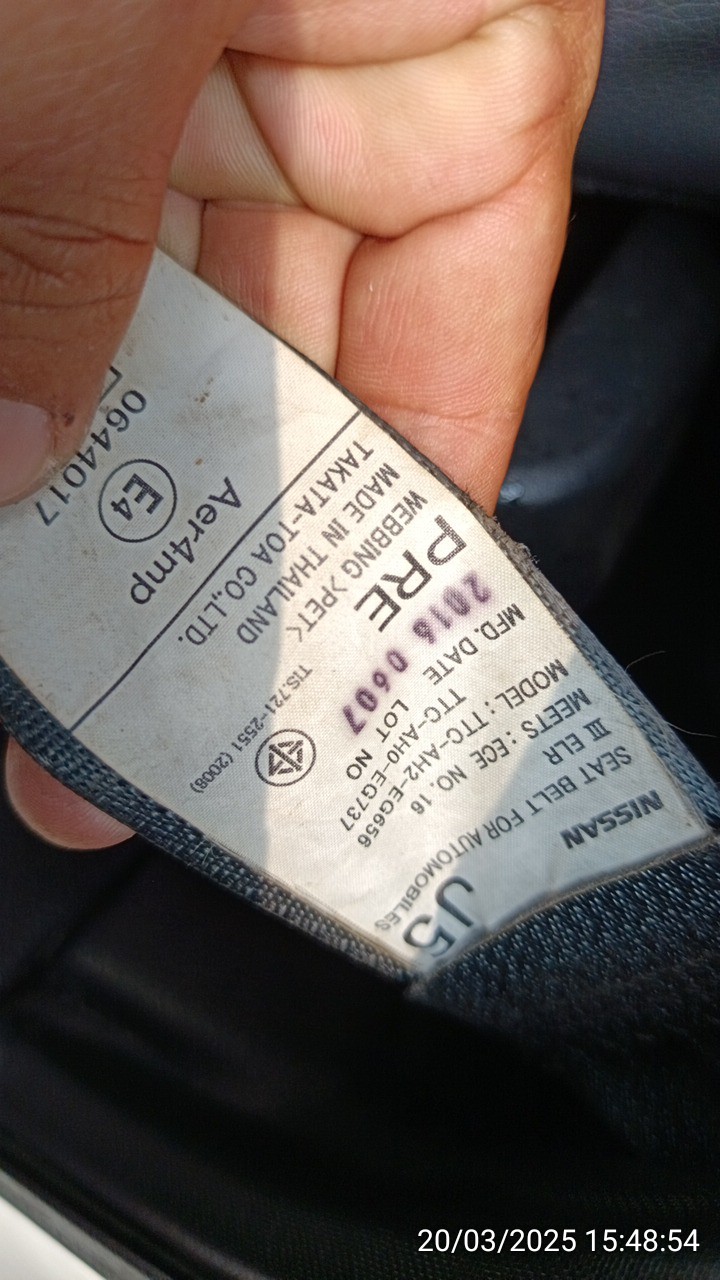 NISSAN J5
SEAT BELT FOR AUTOMOBILES
III ELR
MEETS : ECE NO. 16
MODEL : TTC-AH2-EG656
TTC-AH0-EG737
MFD. DATE LOT NO
2016 0607
PRE
WEBBING >PET<
MADE IN THAILAND
TAKATA-TOA CO.,LTD.
TIS.721-2551 (2008)
Aer4mp
E4
0644017
20/03/2025 15:48:54